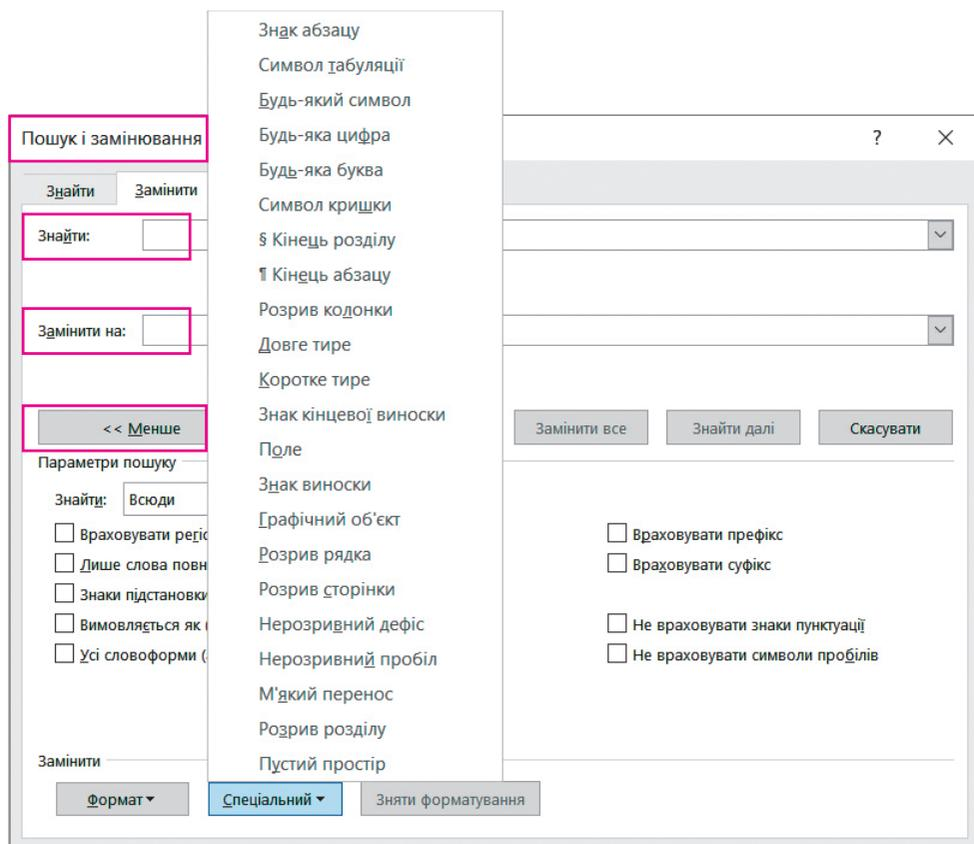 Знак абзацу
Символ табуляції
Будь-який символ
Будь-яка цифра
Будь-яка буква
Символ кришки
§ Кінець розділу
¶ Кінець абзацу
Розрив колонки
Довге тире
Коротке тире
Знак кінцевої виноски
Поле
Знак виноски
Графічний об'єкт
Розрив рядка
Розрив сторінки
Нерозривний дефіс
Нерозривний пробіл
М'який перенос
Розрив розділу
Пустий простір
Пошук і замінювання ?
Знайти Замінити
Знайти:
Замінити на:
<< Менше Замінити все Знайти далі Скасувати
Параметри пошуку
Знайти: Всюди
Враховувати регіс Враховувати префікс
Лише слова повн Враховувати суфікс
Знаки підстановки
Вимовляється як ( Не враховувати знаки пунктуації
Усі словоформи ( Не враховувати символи пробілів
Замінити
Формат Спеціальний Зняти форматування